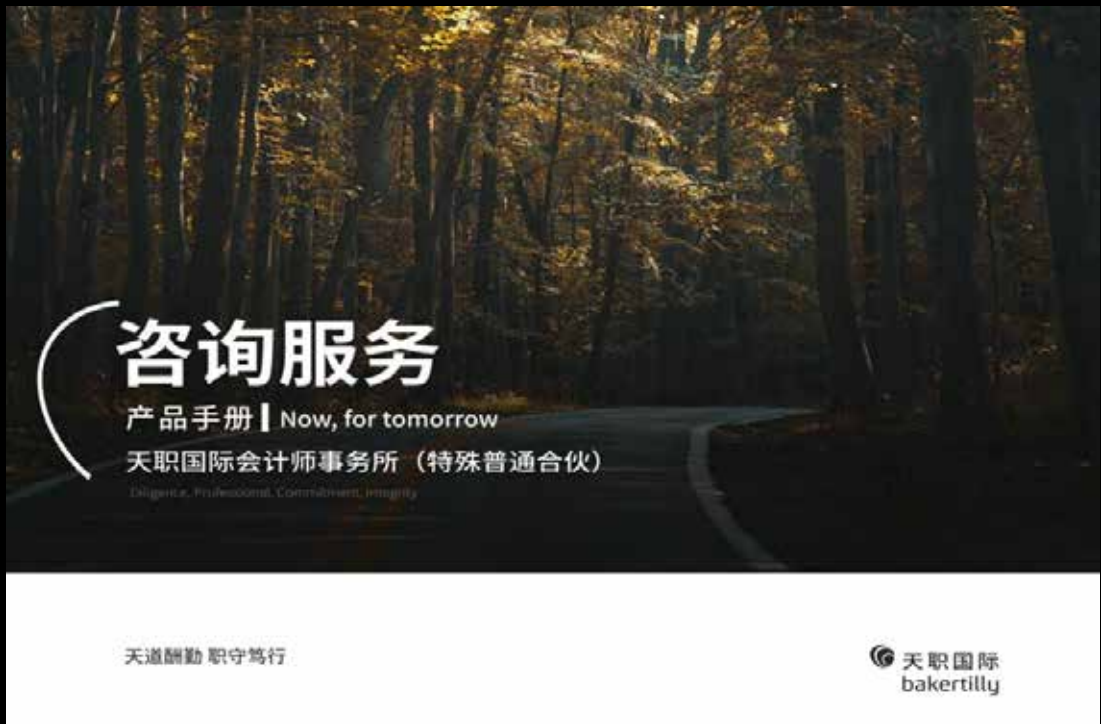 咨询服务
产品手册 | Now, for tomorrow
天职国际会计师事务所（特殊普通合伙）
Diligence, Professional, Commitment, Integrity
天道酬勤 职守笃行
天职国际
bakertilly